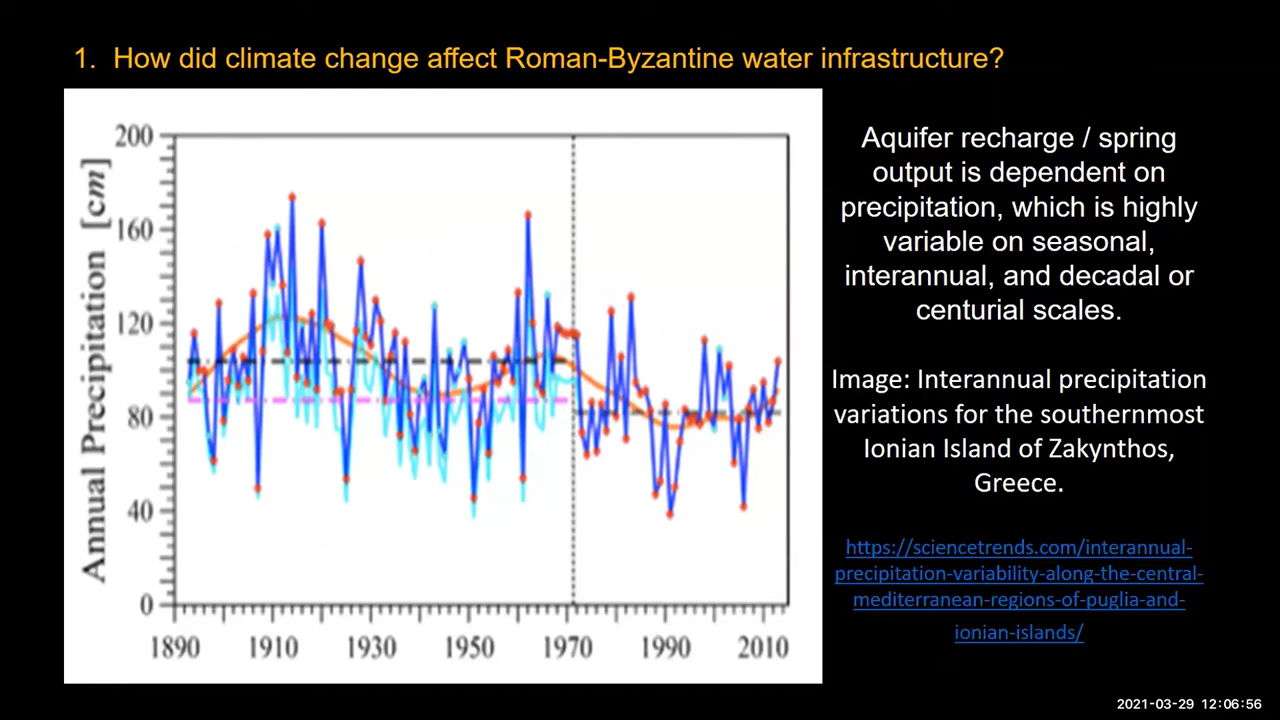 1. How did climate change affect Roman-Byzantine water infrastructure?
Annual Precipitation [cm]
200
160
120
80
40
0
1890 1910 1930 1950 1970 1990 2010
Aquifer recharge / spring
output is dependent on
precipitation, which is highly
variable on seasonal,
interannual, and decadal or
centurial scales.
Image: Interannual precipitation
variations for the southernmost
Ionian Island of Zakynthos,
Greece.
https://sciencetrends.com/interannual-
precipitation-variability-along-the-central-
mediterranean-regions-of-puglia-and-
ionian-islands/
2021-03-29 12:06:56